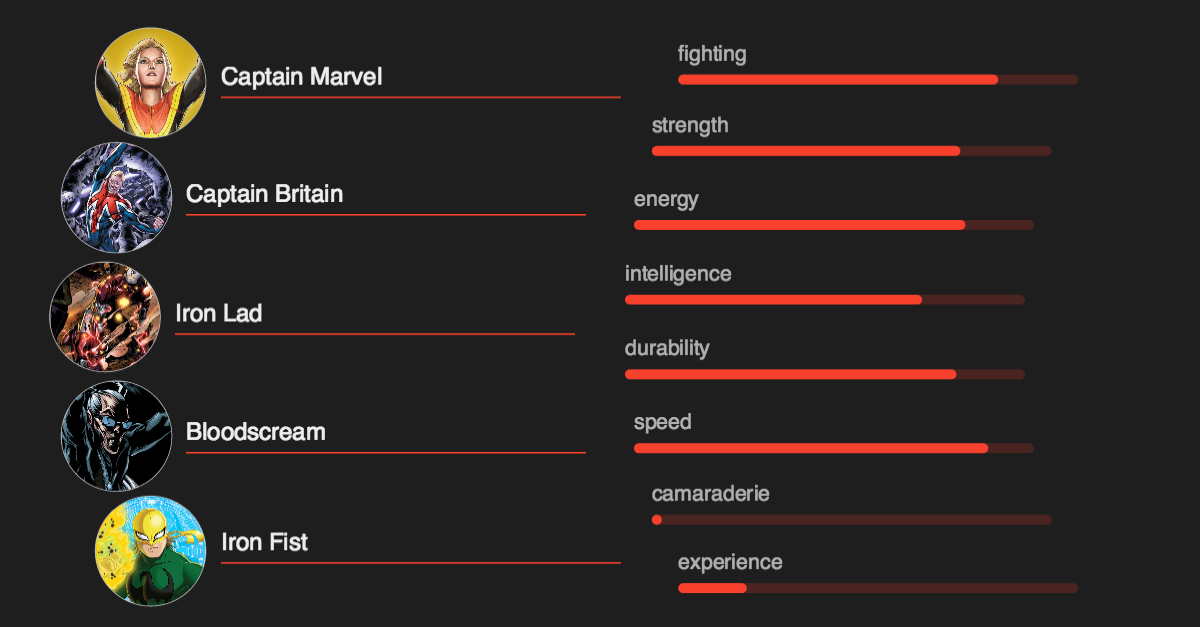 Captain Marvel
Captain Britain
Iron Lad
Bloodscream
Iron Fist
fighting
strength
energy
intelligence
durability
speed
camaraderie
experience